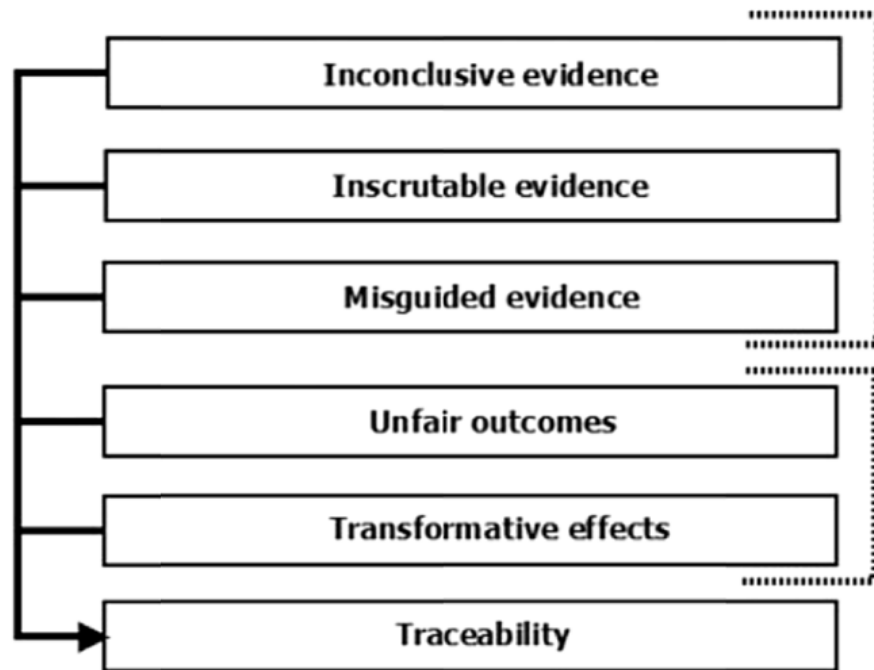 Inconclusive evidence
Inscrutable evidence
Misguided evidence
Unfair outcomes
Transformative effects
Traceability